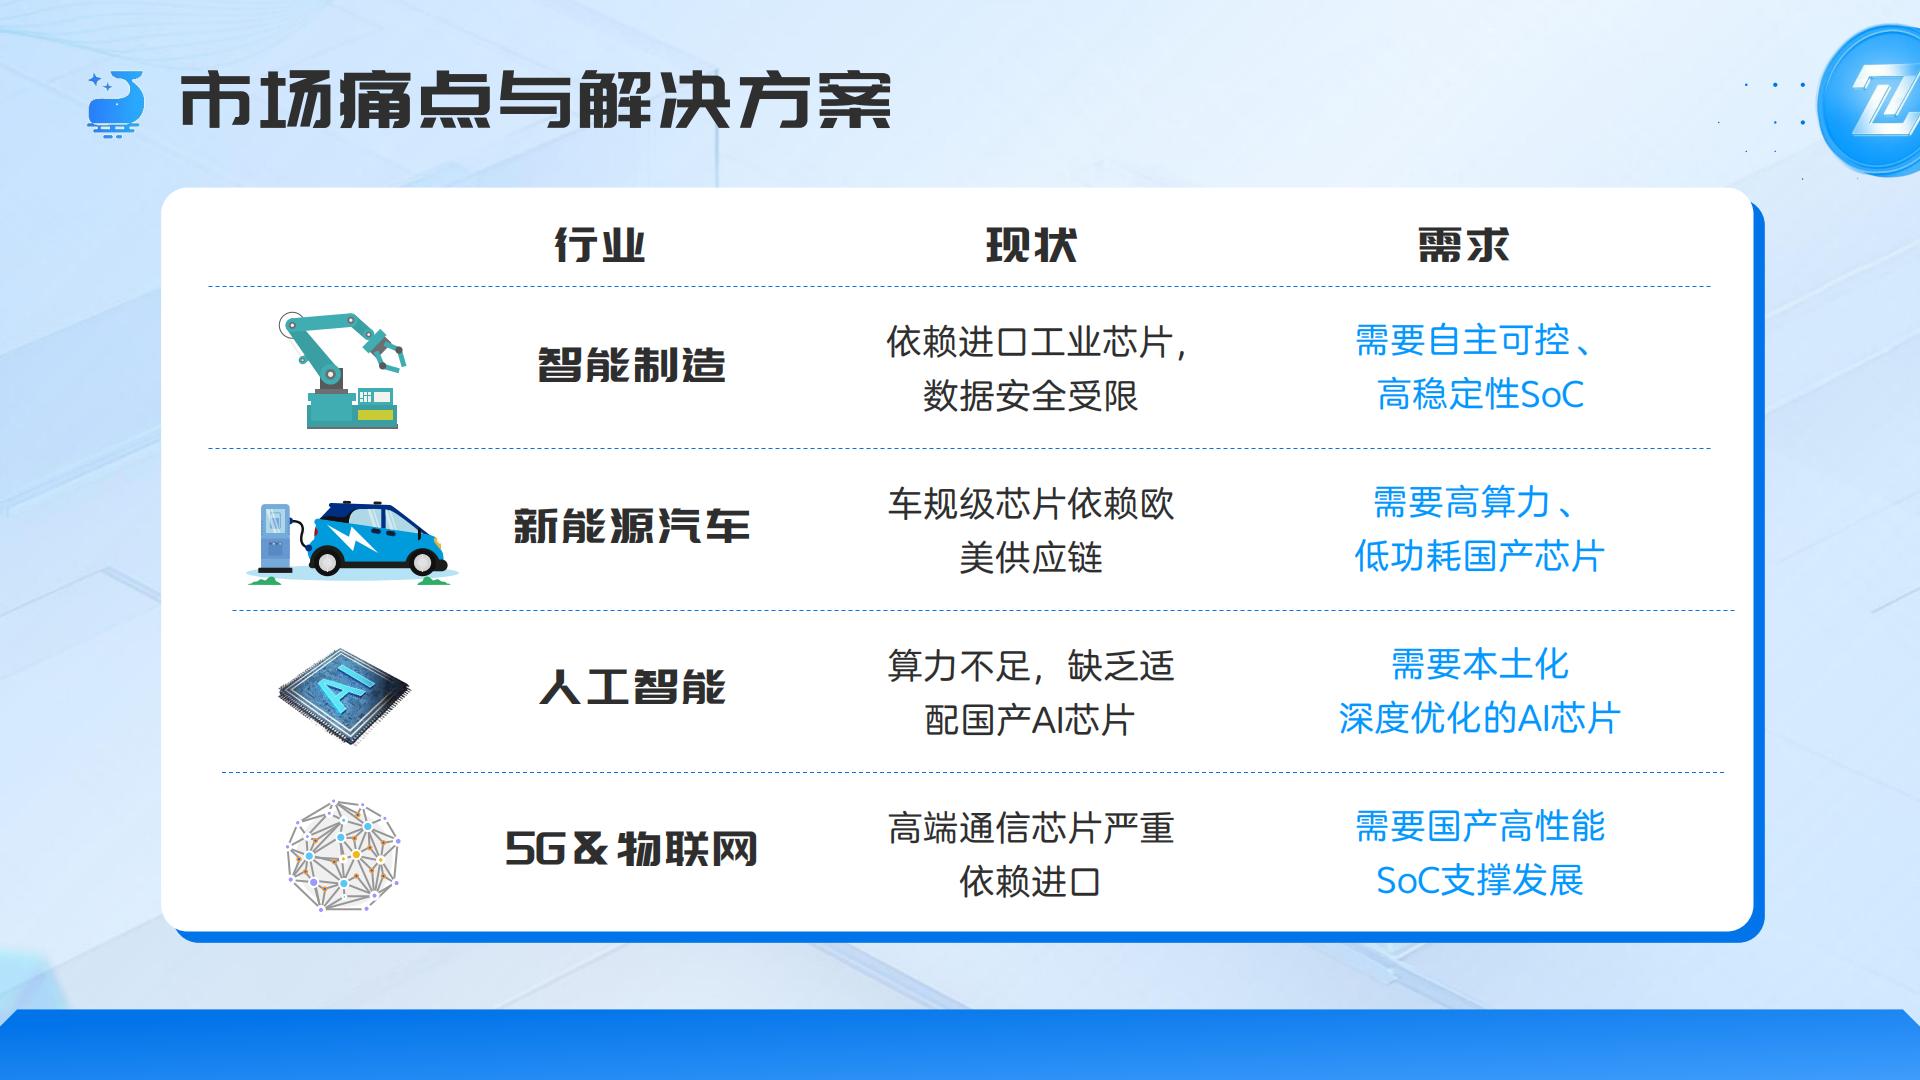 市场痛点与解决方案
行业 现状 需求
智能制造
依赖进口工业芯片，
数据安全受限
需要自主可控、
高稳定性SoC
新能源汽车
车规级芯片依赖欧
美供应链
需要高算力、
低功耗国产芯片
AI
人工智能
算力不足，缺乏适
配国产AI芯片
需要本土化
深度优化的AI芯片
5G&物联网
高端通信芯片严重
依赖进口
需要国产高性能
SoC支撑发展